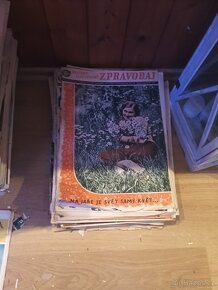 ZPRAVODAJ
NA JAŘE JE SVĚT SAMÝ KVĚT...